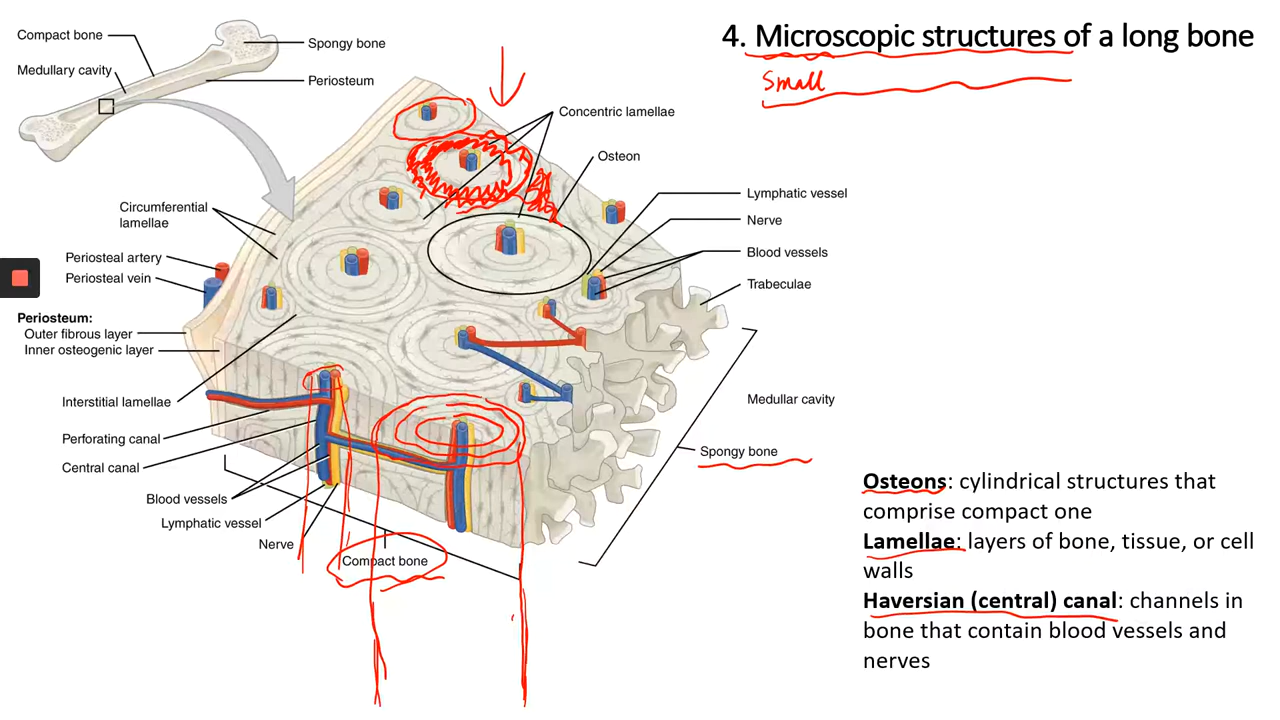 4. Microscopic structures of a long bone
Small
Compact bone
Medullary cavity
Spongy bone
Periosteum
Concentric lamellae
Osteon
Lymphatic vessel
Nerve
Blood vessels
Trabeculae
Circumferential
lamellae
Periosteal artery
Periosteal vein
Periosteum:
Outer fibrous layer
Inner osteogenic layer
Interstitial lamellae
Perforating canal
Central canal
Blood vessels
Lymphatic vessel
Nerve
Compact bone
Medullar cavity
Spongy bone
Osteons: cylindrical structures that
comprise compact one
Lamellae: layers of bone, tissue, or cell
walls
Haversian (central) canal: channels in
bone that contain blood vessels and
nerves